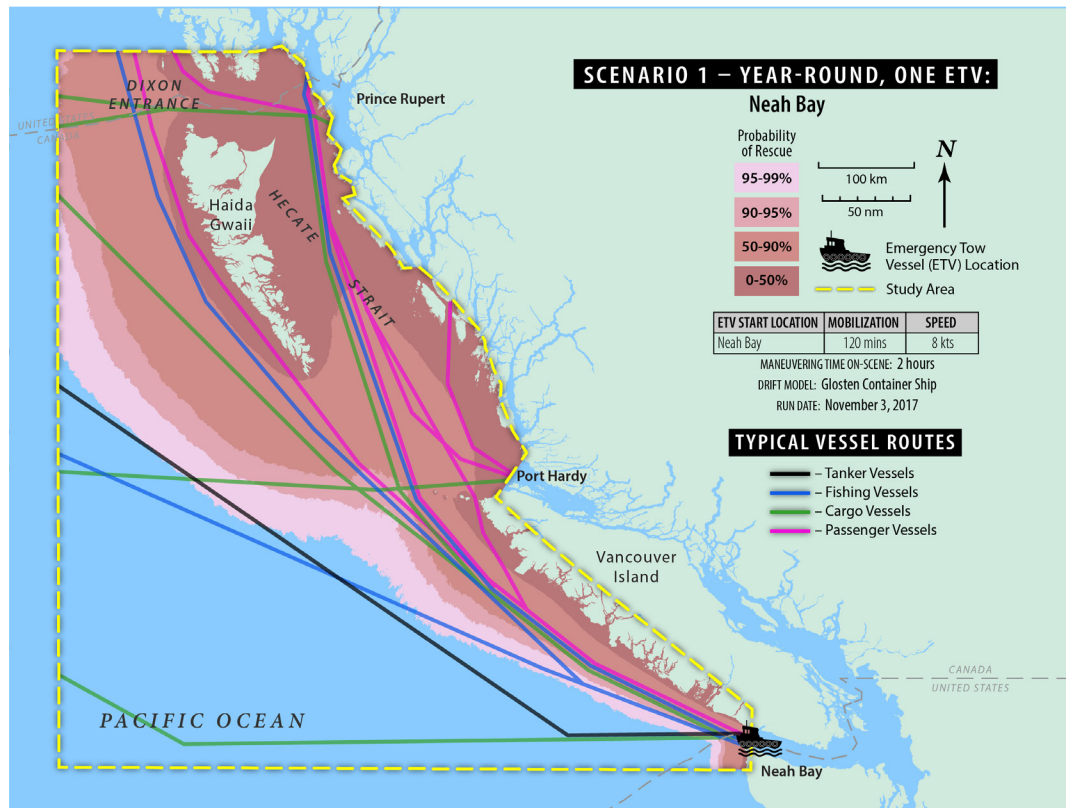 SCENARIO 1 – YEAR-ROUND, ONE ETV:
Neah Bay
Probability
of Rescue
95-99%
90-95%
50-90%
0-50%
100 km
50 nm
N
Emergency Tow
Vessel (ETV) Location
Study Area
ETV START LOCATION MOBILIZATION SPEED
Neah Bay 120 mins 8 kts
MANEUVERING TIME ON-SCENE: 2 hours
DRIFT MODEL: Glosten Container Ship
RUN DATE: November 3, 2017
TYPICAL VESSEL ROUTES
– Tanker Vessels
– Fishing Vessels
– Cargo Vessels
– Passenger Vessels
DIXON
ENTRANCE
UNITED STATES
CANADA
Prince Rupert
Haida
Gwaii
HECATE
STRAIT
Port Hardy
Vancouver
Island
CANADA
UNITED STATES
PACIFIC OCEAN
Neah Bay